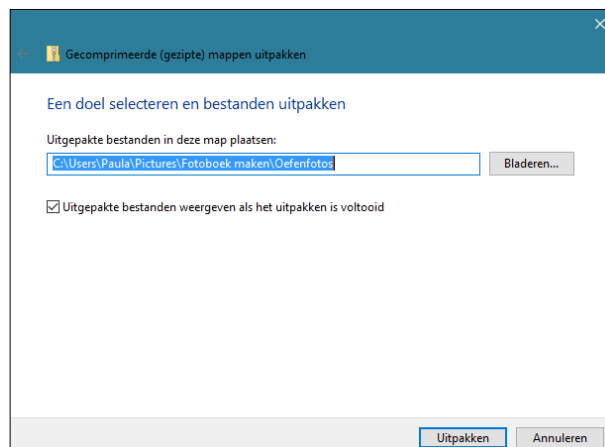 Gecomprimeerde (gezipte) mappen uitpakken
Een doel selecteren en bestanden uitpakken
Uitgepakte bestanden in deze map plaatsen:
C:\Users\Paula\Pictures\Fotoboek maken\Oefenfotos
Bladeren...
Uitgepakte bestanden weergeven als het uitpakken is voltooid
Uitpakken
Annuleren